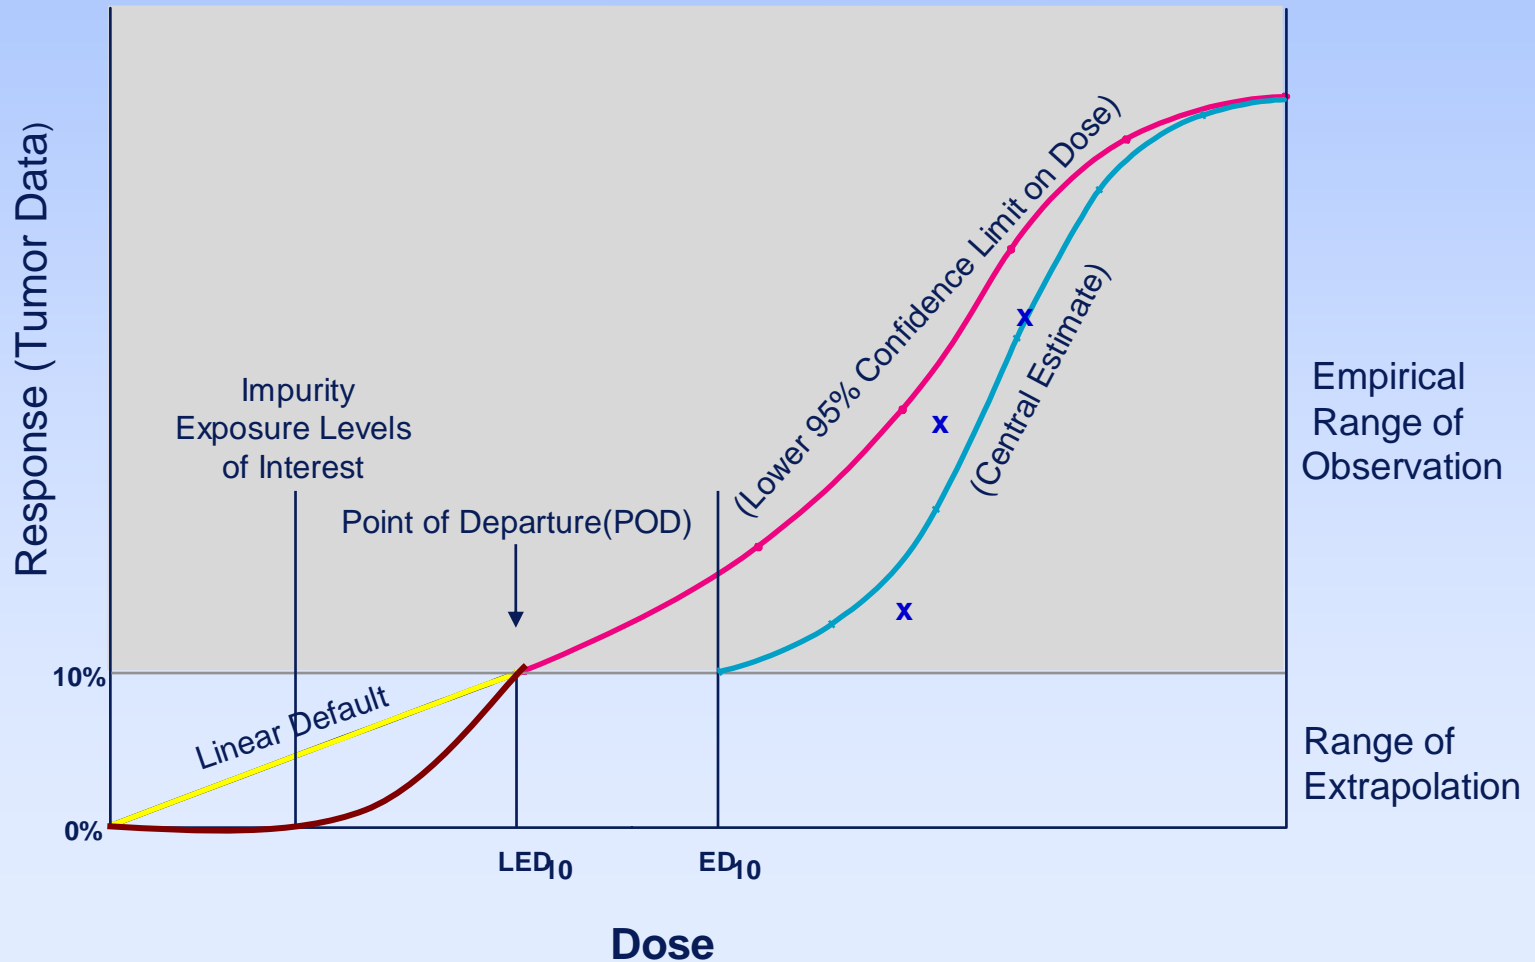 Response (Tumor Data)
Impurity
Exposure Levels
of Interest
Point of Departure(POD)
(Lower 95% Confidence Limit on Dose)
(Central Estimate)
x
x
x
Empirical
Range of
Observation
10%
Linear Default
Range of
Extrapolation
0%
LED10
ED10
Dose